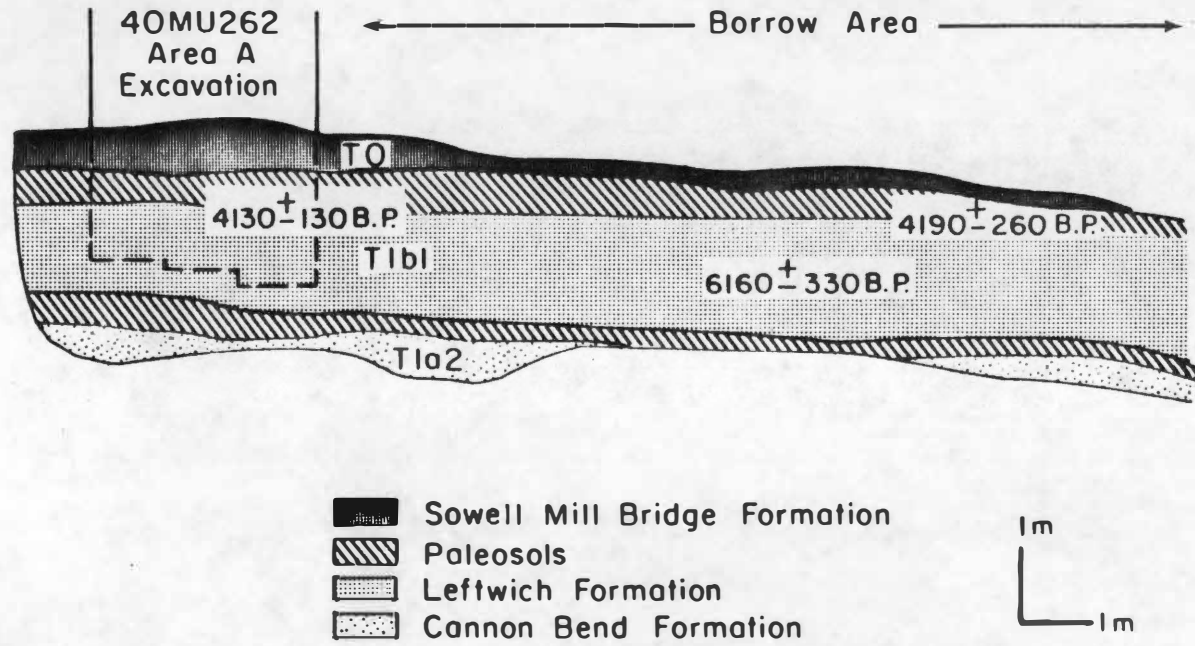 40MU262
Area A
Excavation
Borrow Area
TO
4130±130 B.P.
4190±260 B.P.
T1b1
6160±330 B.P.
T1a2
Sowell Mill Bridge Formation
Paleosols
Leftwich Formation
Cannon Bend Formation
1m
1m